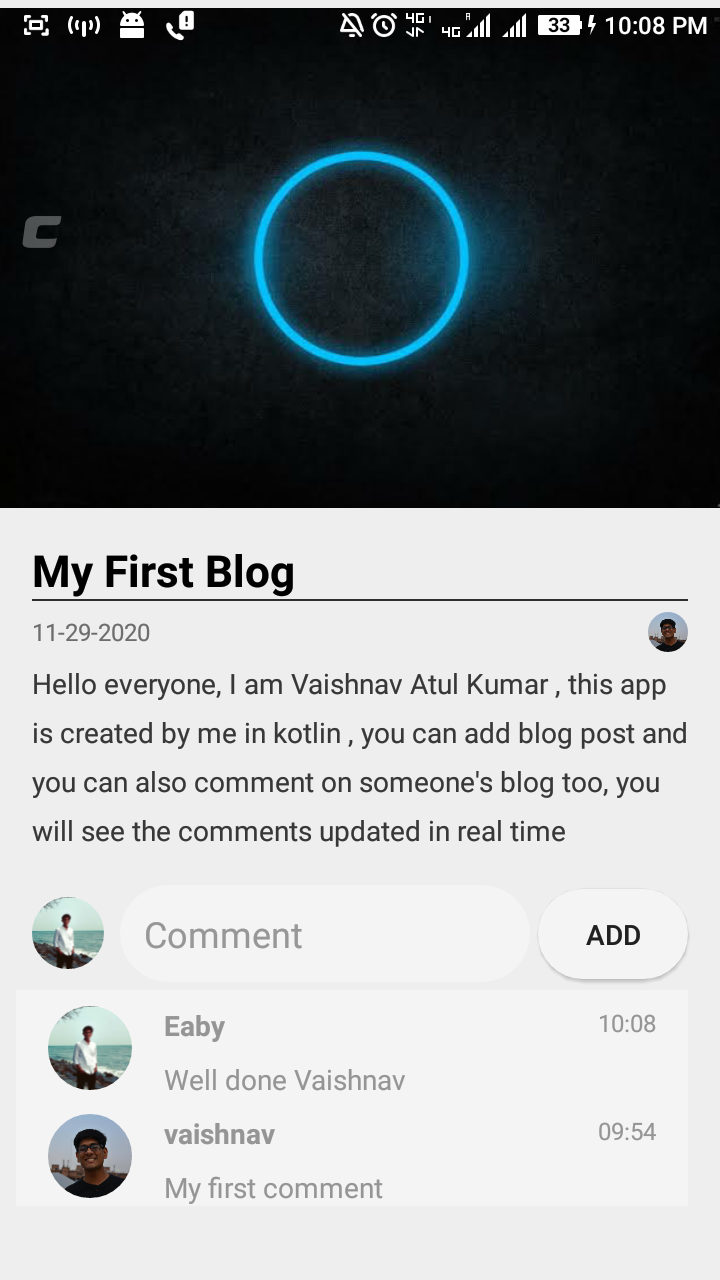 4G 4G R 33 10:08 PM
My First Blog
11-29-2020
Hello everyone, I am Vaishnav Atul Kumar , this app
is created by me in kotlin , you can add blog post and
you can also comment on someone's blog too, you
will see the comments updated in real time
Comment ADD
Eaby 10:08
Well done Vaishnav
vaishnav 09:54
My first comment